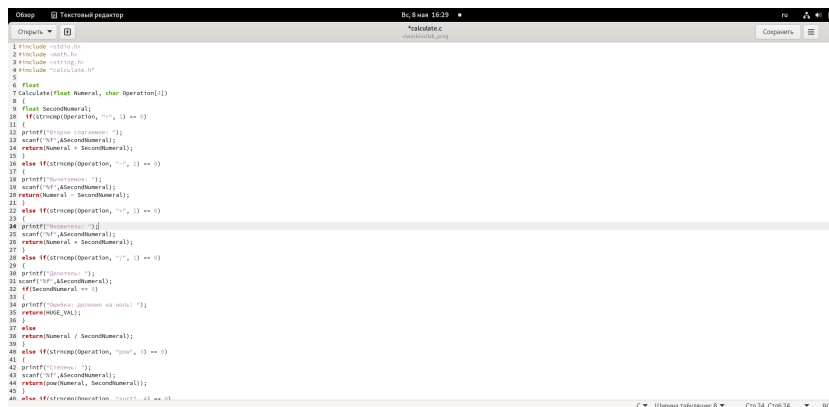 Обзор Текстовый редактор Вс, 8 мая 16:29 ru
Открыть *calculate.c Сохранить
~/work/os/lab_prog
1 #include <stdio.h>
2 #include <math.h>
3 #include <string.h>
4 #include "calculate.h"
5
6 float
7 Calculate(float Numeral, char Operation[4])
8 {
9 float SecondNumeral;
10 if(strncmp(Operation, "+", 1) == 0)
11 {
12 printf("Второе слагаемое: ");
13 scanf("%f",&SecondNumeral);
14 return(Numeral + SecondNumeral);
15 }
16 else if(strncmp(Operation, "-", 1) == 0)
17 {
18 printf("Вычитаемое: ");
19 scanf("%f",&SecondNumeral);
20 return(Numeral - SecondNumeral);
21 }
22 else if(strncmp(Operation, "*", 1) == 0)
23 {
24 printf("Множитель: ");
25 scanf("%f",&SecondNumeral);
26 return(Numeral * SecondNumeral);
27 }
28 else if(strncmp(Operation, "/", 1) == 0)
29 {
30 printf("Делитель: ");
31 scanf("%f",&SecondNumeral);
32 if(SecondNumeral == 0)
33 {
34 printf("Ошибка: деление на ноль! ");
35 return(HUGE_VAL);
36 }
37 else
38 return(Numeral / SecondNumeral);
39 }
40 else if(strncmp(Operation, "pow", 3) == 0)
41 {
42 printf("Степень: ");
43 scanf("%f",&SecondNumeral);
44 return(pow(Numeral, SecondNumeral));
45 }
46 else if(strncmp(Operation, "sqrt", 4) == 0)
C Ширина табуляции: 8 Стр 24, Стлб 24